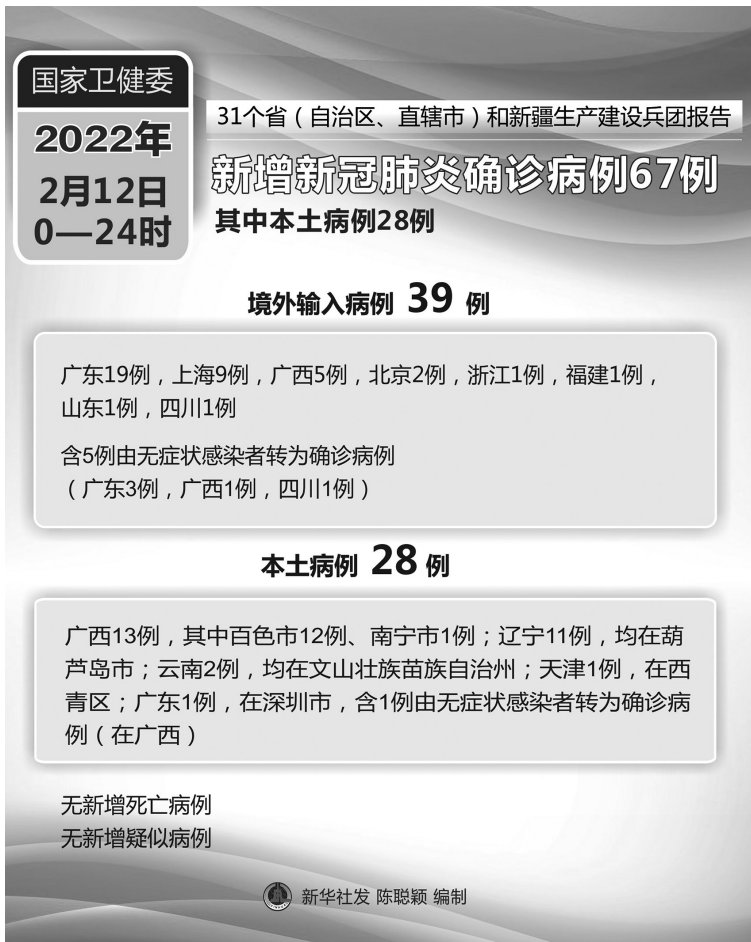 国家卫健委
2022年
2月12日
0—24时
31个省（自治区、直辖市）和新疆生产建设兵团报告
新增新冠肺炎确诊病例67例
其中本土病例28例
境外输入病例 39 例
广东19例，上海9例，广西5例，北京2例，浙江1例，福建1例，
山东1例，四川1例
含5例由无症状感染者转为确诊病例
（广东3例，广西1例，四川1例）
本土病例 28 例
广西13例，其中百色市12例、南宁市1例；辽宁11例，均在葫
芦岛市；云南2例，均在文山壮族苗族自治州；天津1例，在西
青区；广东1例，在深圳市，含1例由无症状感染者转为确诊病
例（在广西）
无新增死亡病例
无新增疑似病例
新华社发 陈聪颖 编制